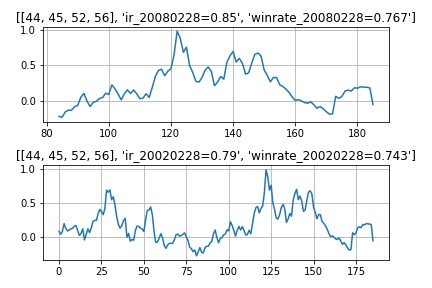 [[44, 45, 52, 56], 'ir_20080228=0.85', 'winrate_20080228=0.767']
1.0
0.5
0.0
80 100 120 140 160 180
[[44, 45, 52, 56], 'ir_20020228=0.79', 'winrate_20020228=0.743']
1.0
0.5
0.0
0 25 50 75 100 125 150 175